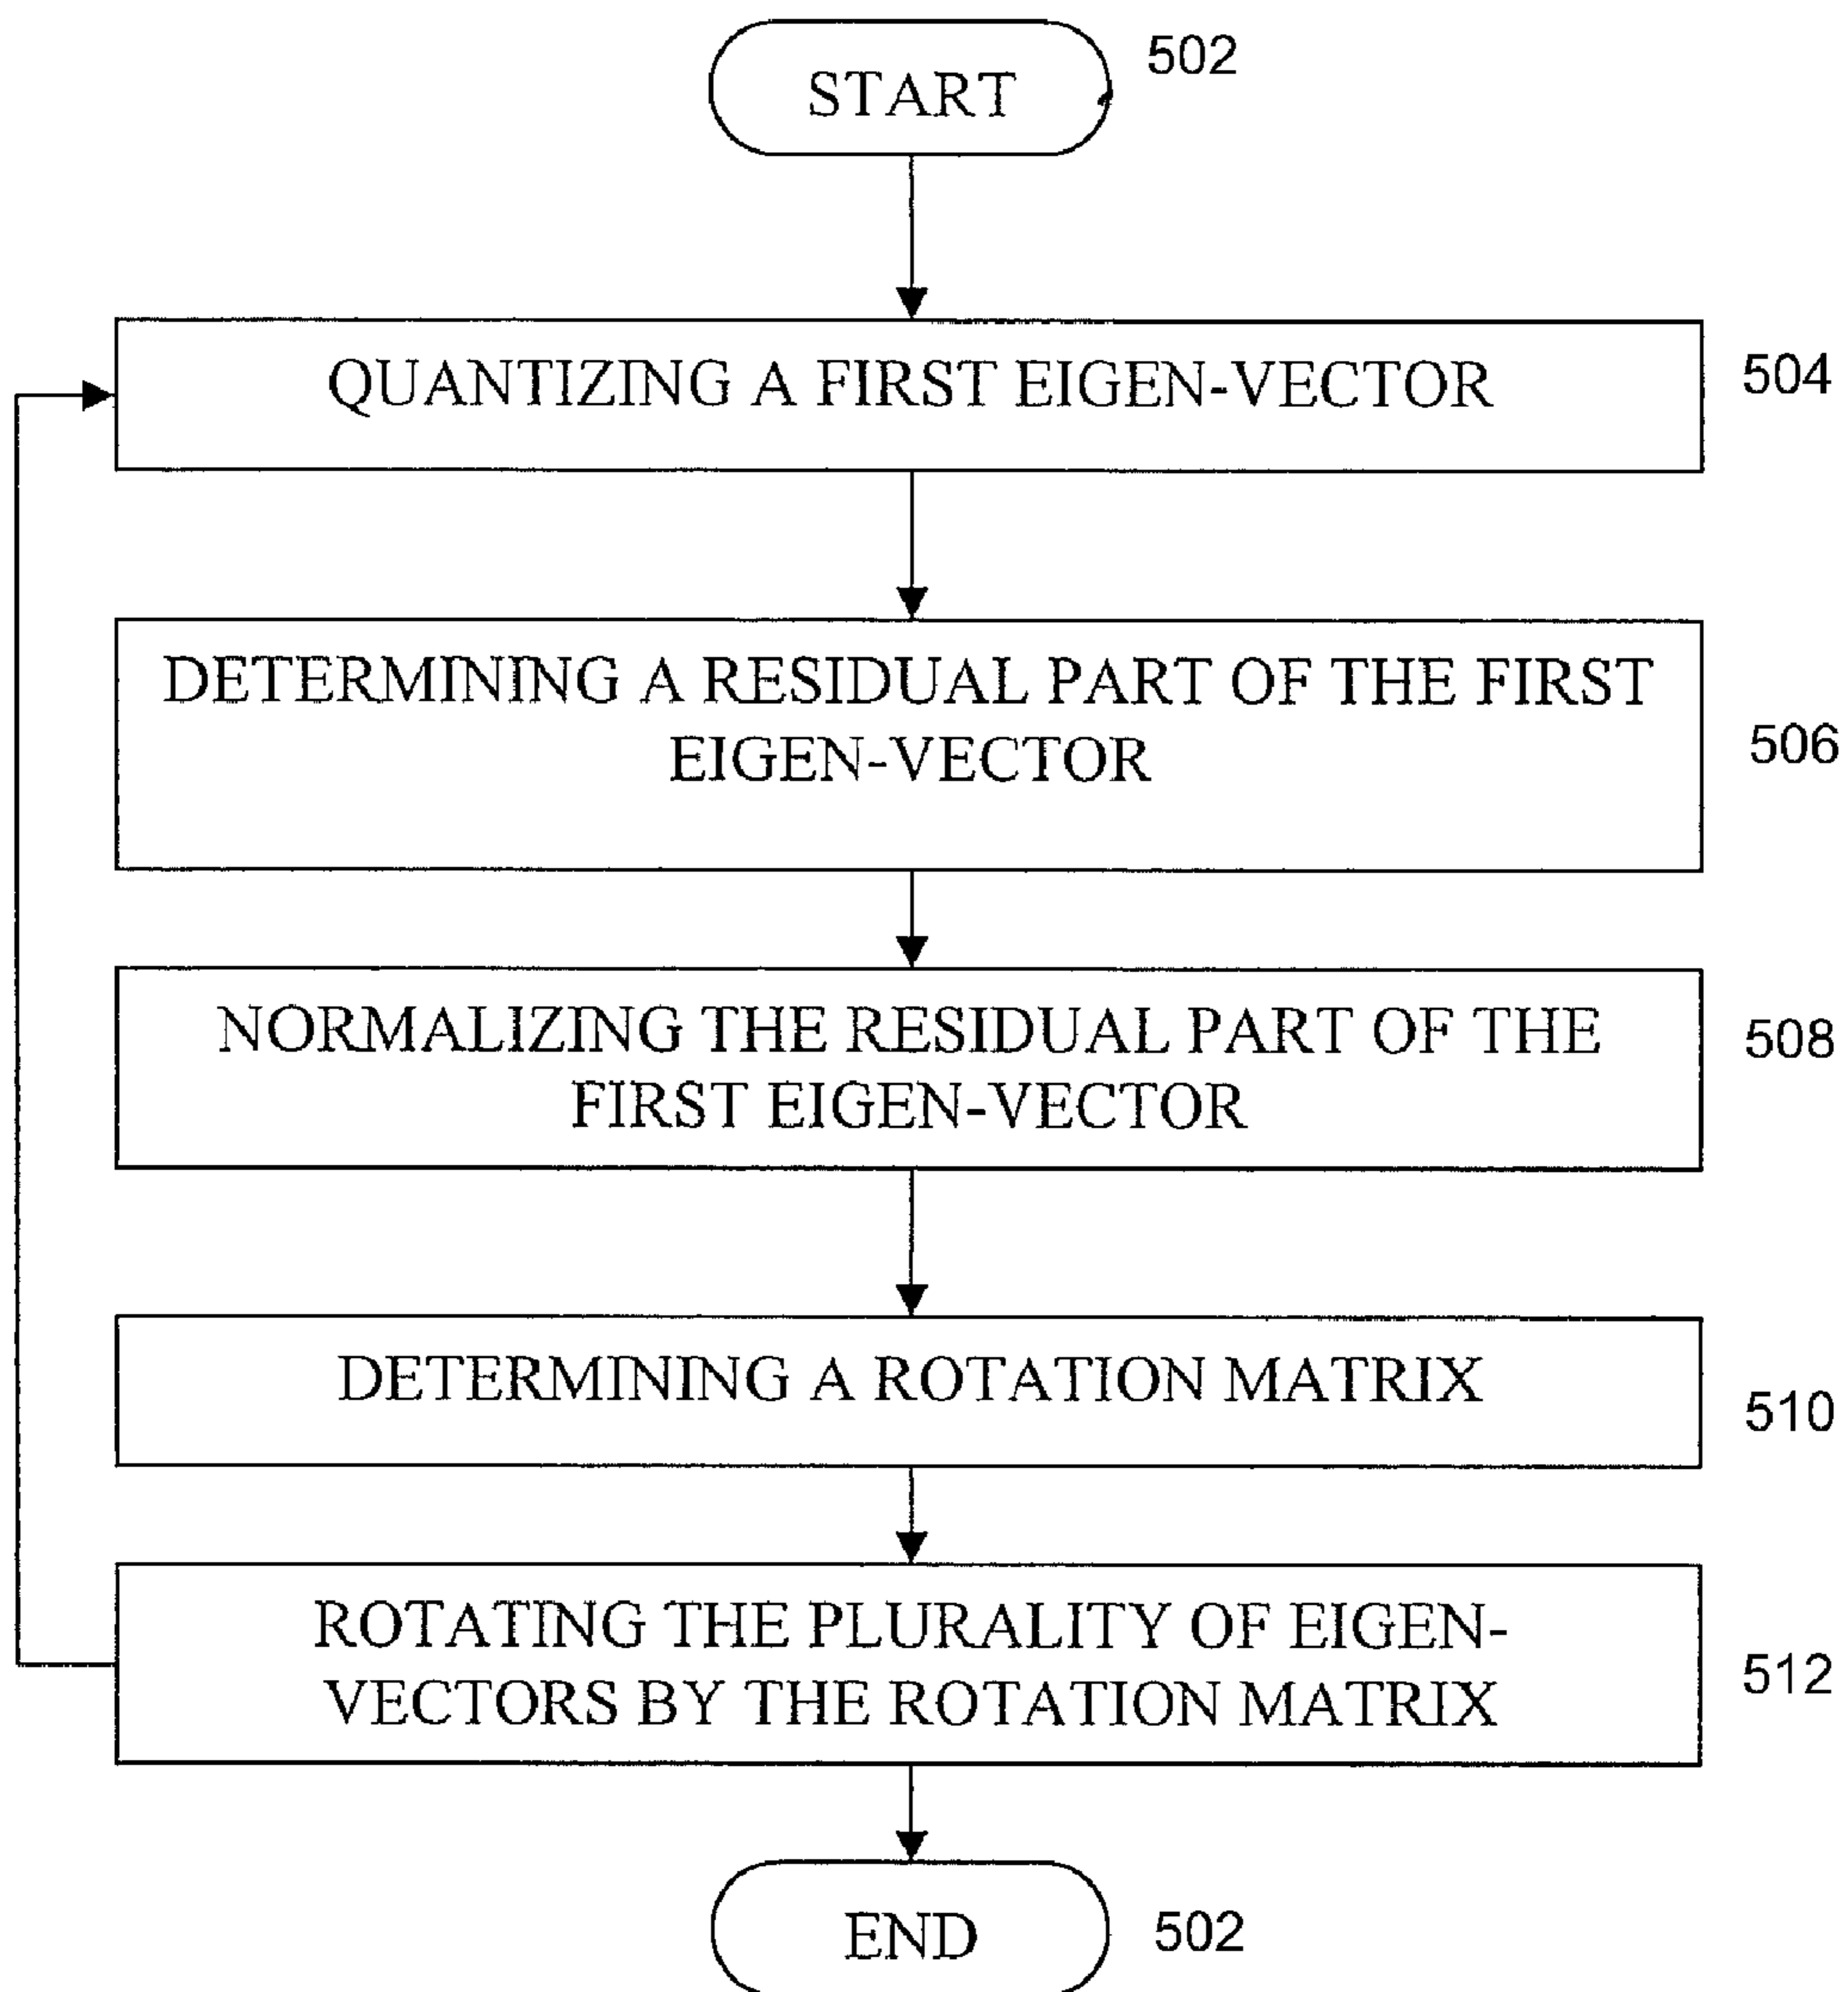 START
502
QUANTIZING A FIRST EIGEN-VECTOR
504
DETERMINING A RESIDUAL PART OF THE FIRST
EIGEN-VECTOR
506
NORMALIZING THE RESIDUAL PART OF THE
FIRST EIGEN-VECTOR
508
DETERMINING A ROTATION MATRIX
510
ROTATING THE PLURALITY OF EIGEN-
VECTORS BY THE ROTATION MATRIX
512
END
502